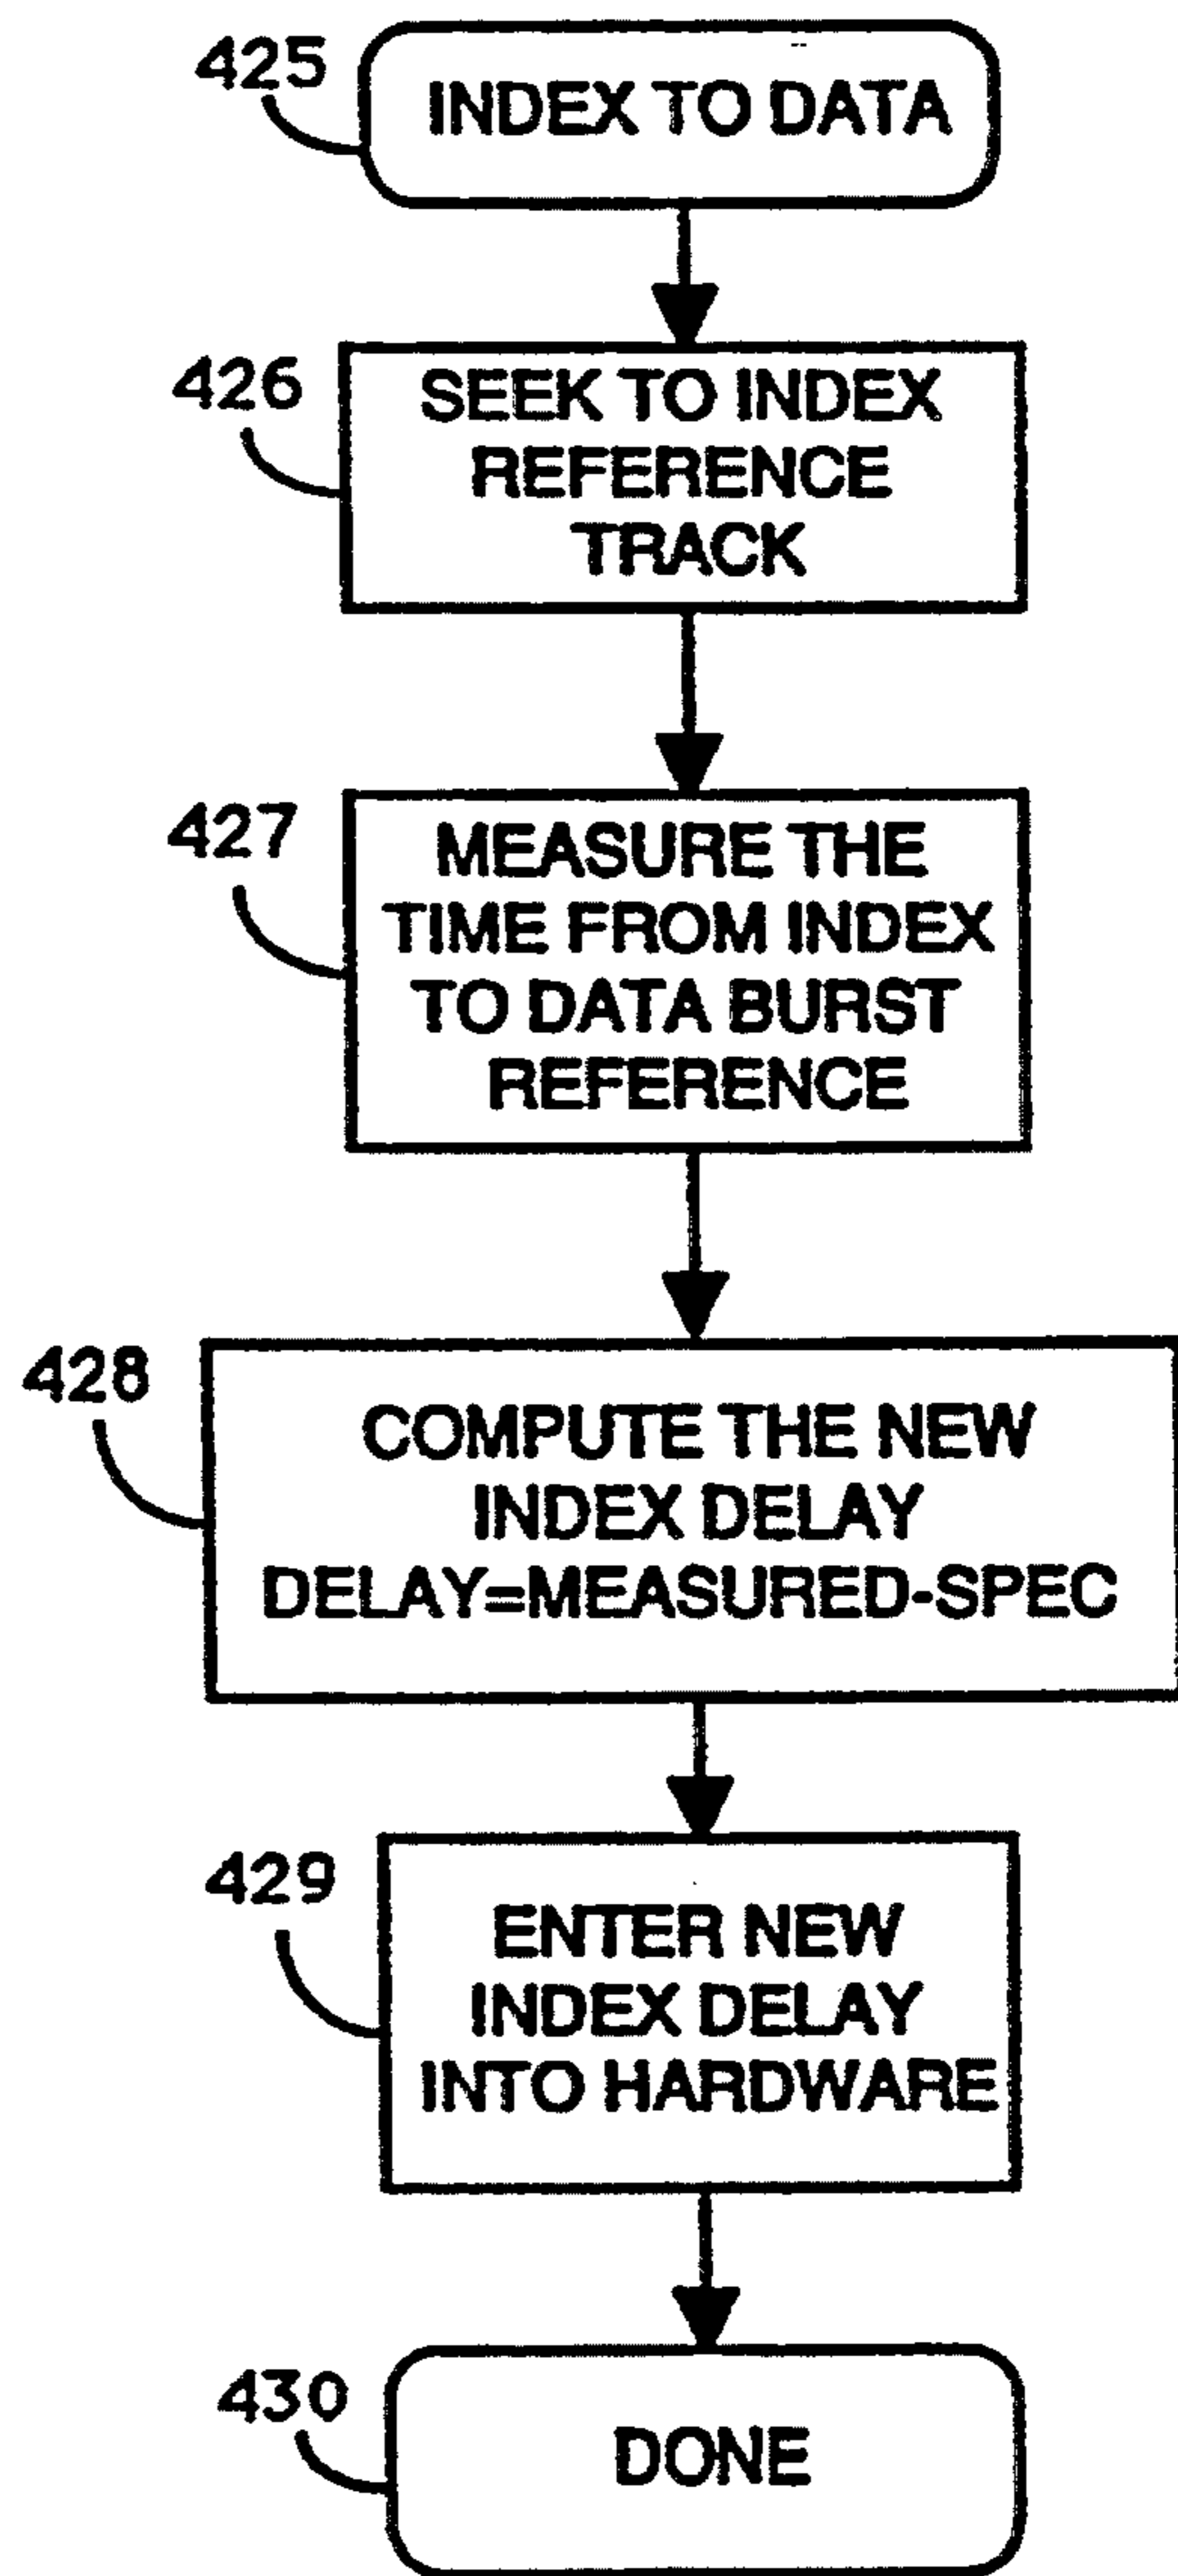 425
INDEX TO DATA
426
SEEK TO INDEX
REFERENCE
TRACK
427
MEASURE THE
TIME FROM INDEX
TO DATA BURST
REFERENCE
428
COMPUTE THE NEW
INDEX DELAY
DELAY=MEASURED-SPEC
429
ENTER NEW
INDEX DELAY
INTO HARDWARE
430
DONE